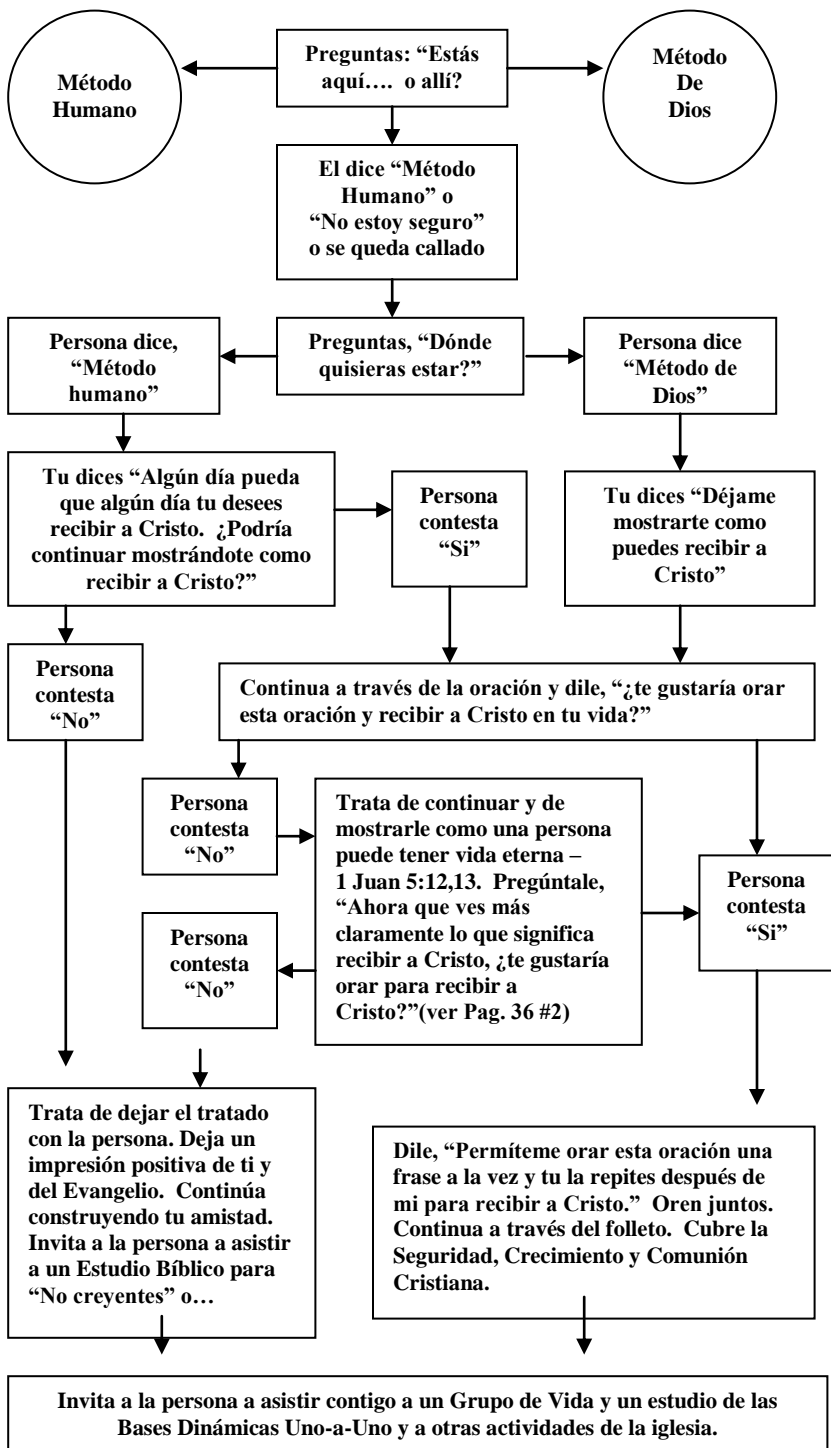 Método
Humano
Preguntas: “Estás
aquí…. o allí?
Método
De
Dios
El dice “Método
Humano” o
“No estoy seguro”
o se queda callado
Persona dice,
“Método
humano”
Preguntas, “Dónde
quisieras estar?”
Persona dice
“Método de
Dios”
Tu dices “Algún día pueda
que algún día tu desees
recibir a Cristo. ¿Podría
continuar mostrándote como
recibir a Cristo?”
Persona
contesta
“Si”
Tu dices “Déjame
mostrarte como
puedes recibir a
Cristo”
Persona
contesta
“No”
Continua a través de la oración y dile, “¿te gustaría orar
esta oración y recibir a Cristo en tu vida?”
Persona
contesta
“No”
Trata de continuar y de
mostrarle como una persona
puede tener vida eterna –
1 Juan 5:12,13. Pregúntale,
“Ahora que ves más
claramente lo que significa
recibir a Cristo, ¿te gustaría
orar para recibir a
Cristo?”(ver Pag. 36 #2)
Persona
contesta
“Si”
Persona
contesta
“No”
Trata de dejar el tratado
con la persona. Deja un
impresión positiva de ti y
del Evangelio. Continúa
construyendo tu amistad.
Invita a la persona a asistir
a un Estudio Bíblico para
“No creyentes” o…
Dile, “Permíteme orar esta oración una
frase a la vez y tu la repites después de
mi para recibir a Cristo.” Oren juntos.
Continua a través del folleto. Cubre la
Seguridad, Crecimiento y Comunión
Cristiana.
Invita a la persona a asistir contigo a un Grupo de Vida y un estudio de las
Bases Dinámicas Uno-a-Uno y a otras actividades de la iglesia.